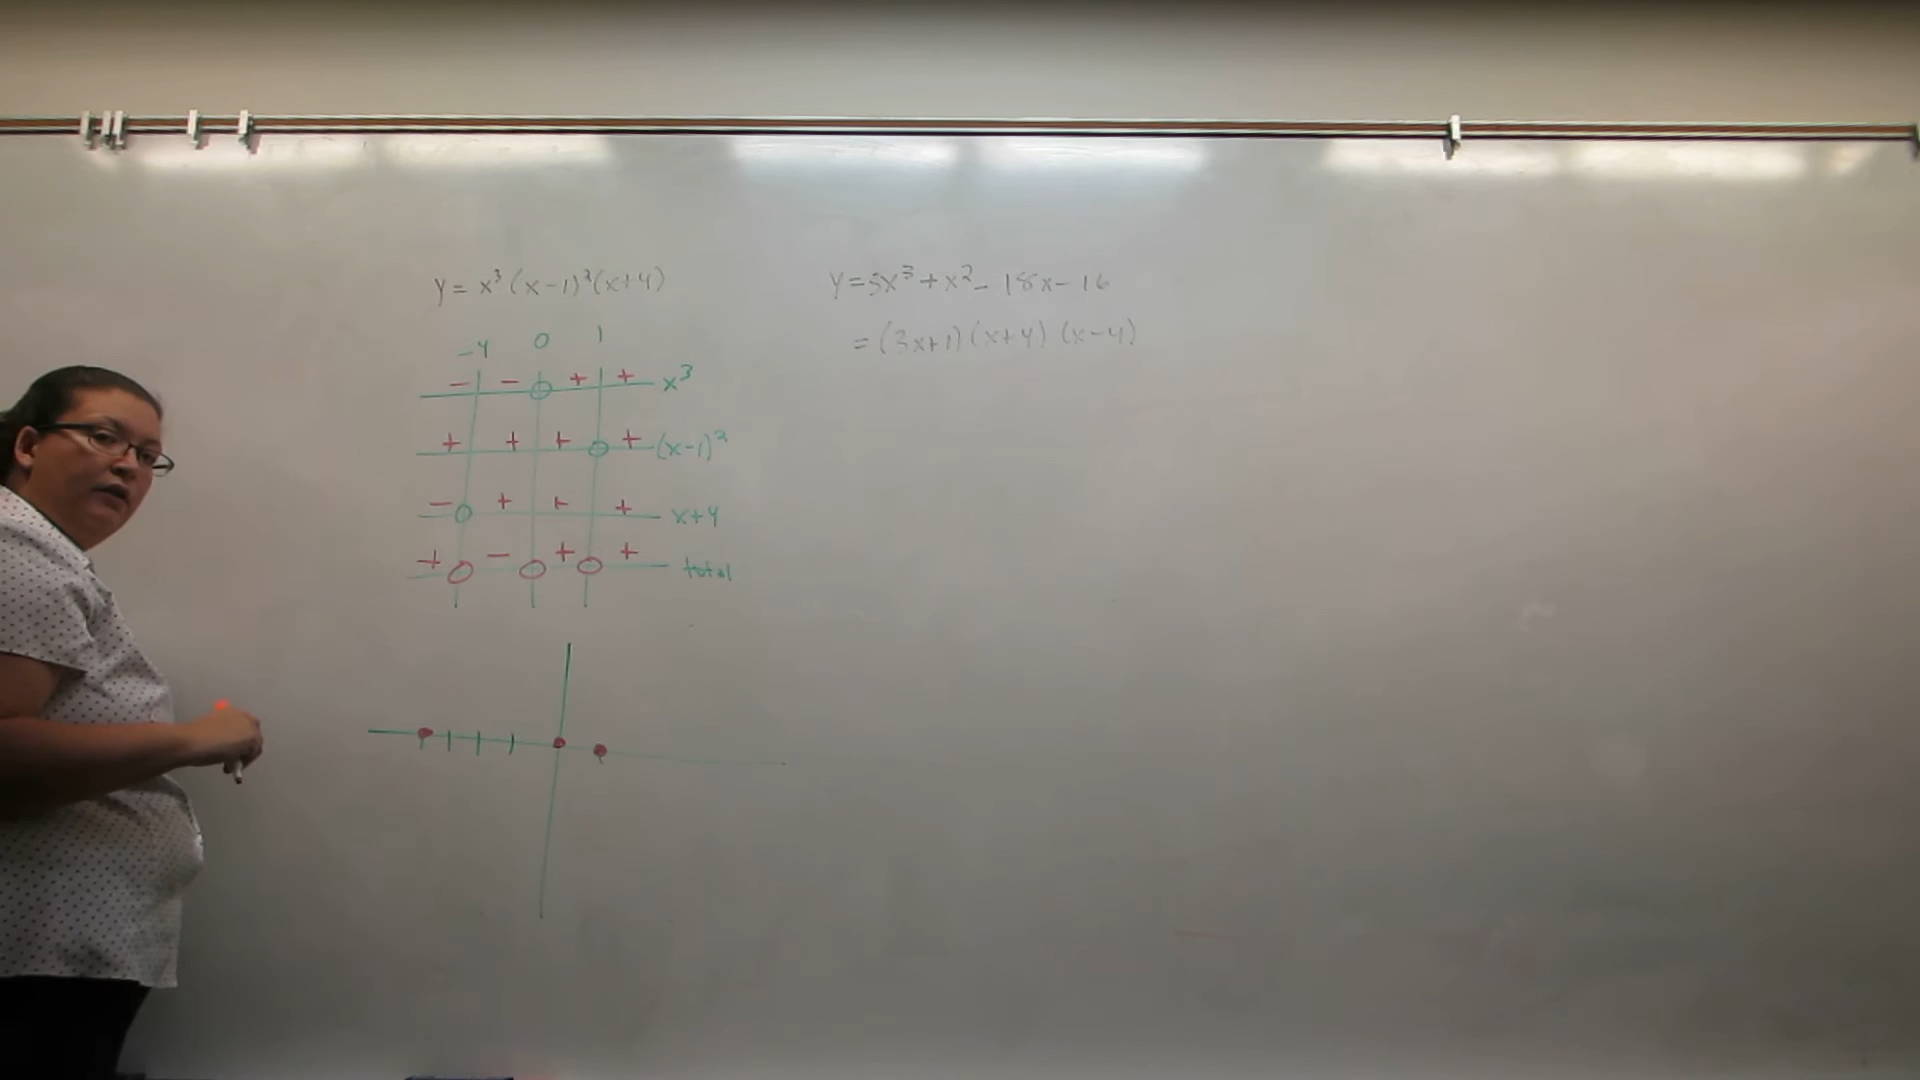 y = x³ (x-1)² (x+4)
-4 0 1
- - + + x³
+ + + + (x-1)²
- + + + x+4
+ - + + total
y = 3x³ + x² - 18x - 16
= (3x+1) (x+4) (x-4)